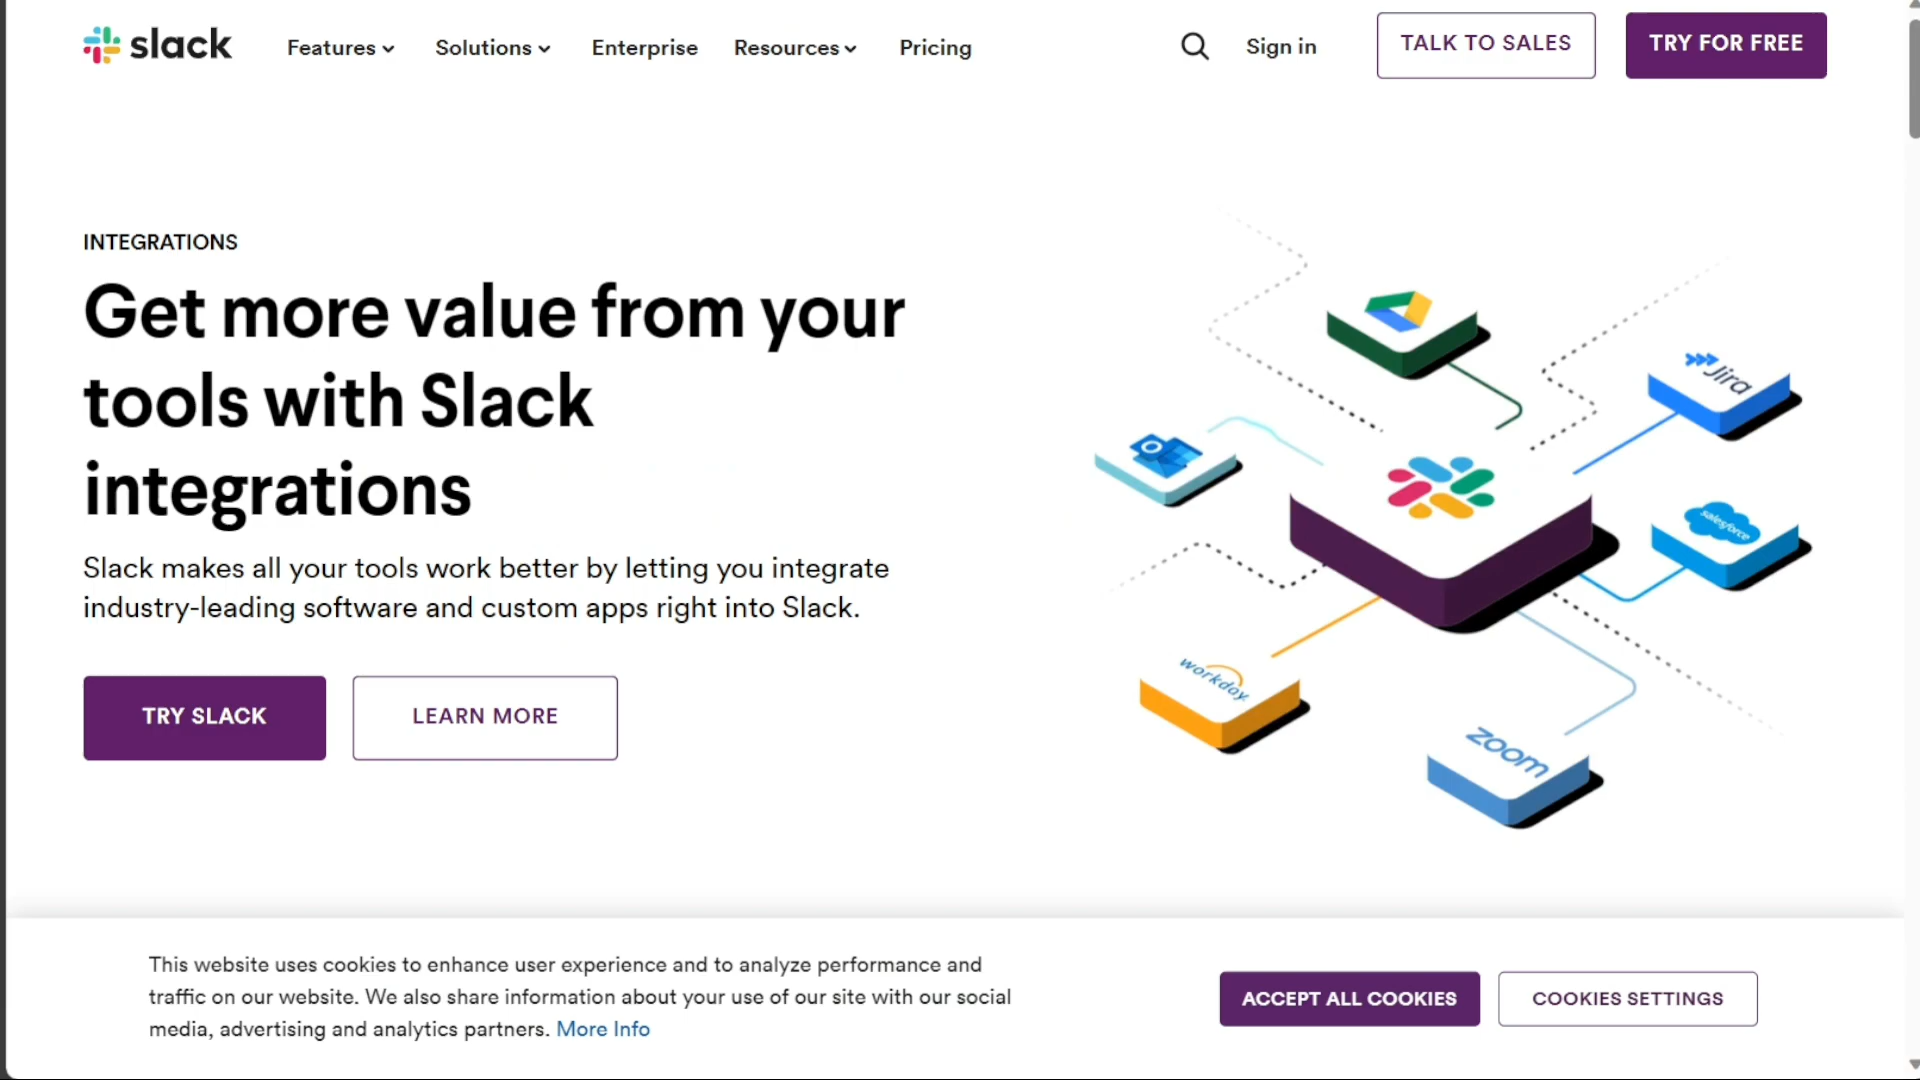 slack
Features
Solutions
Enterprise
Resources
Pricing
Sign in
TALK TO SALES
TRY FOR FREE
INTEGRATIONS
Get more value from your
tools with Slack
integrations
Slack makes all your tools work better by letting you integrate
industry-leading software and custom apps right into Slack.
TRY SLACK
LEARN MORE
Jira
salesforce
workday.
zoom
This website uses cookies to enhance user experience and to analyze performance and
traffic on our website. We also share information about your use of our site with our social
media, advertising and analytics partners. More Info
ACCEPT ALL COOKIES
COOKIES SETTINGS